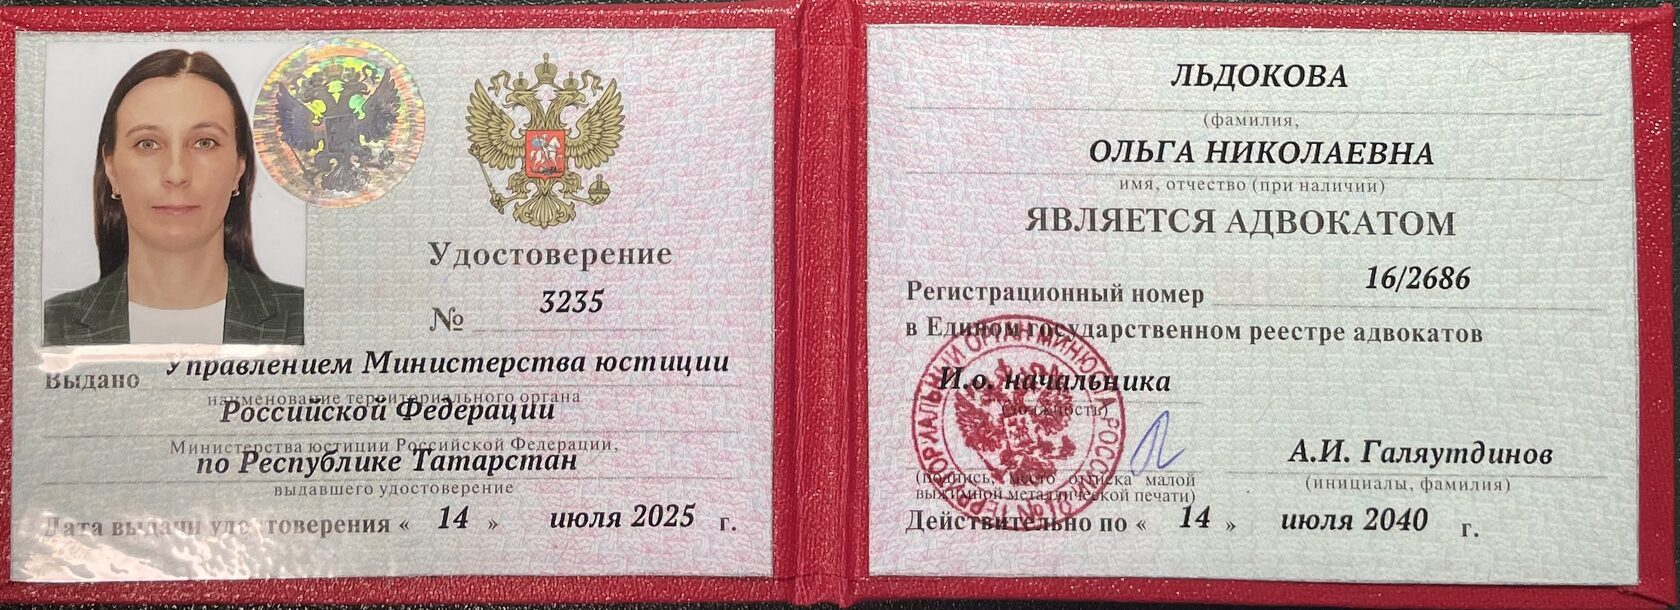 Удостоверение
№ 3235
Выдано Управлением Министерства юстиции
наименование территориального органа
Российской Федерации
Министерства юстиции Российской Федерации,
по Республике Татарстан
выдавшего удостоверение
Дата выдачи удостоверения « 14 » июля 2025 г.
ЛЬДОКОВА
(фамилия,
ОЛЬГА НИКОЛАЕВНА
имя, отчество (при наличии)
ЯВЛЯЕТСЯ АДВОКАТОМ
Регистрационный номер 16/2686
в Едином государственном реестре адвокатов
И.о. начальника
(должность)
А.И. Галяутдинов
(подпись, место оттиска малой
выжимной металлической печати)
(инициалы, фамилия)
Действительно по « 14 » июля 2040 г.